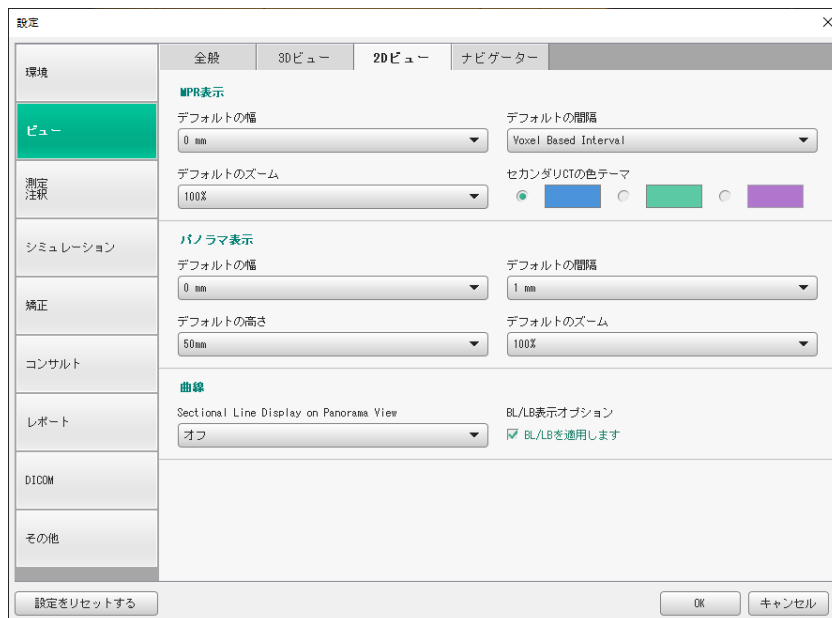 設定
環境
ビュー
測定
注釈
シミュレーション
矯正
コンサルト
レポート
DICOM
その他
全般
3Dビュー
2Dビュー
ナビゲーター
MPR表示
デフォルトの幅
デフォルトの間隔
0 mm
Voxel Based Interval
デフォルトのズーム
セカンダリCTの色テーマ
100%
パノラマ表示
デフォルトの幅
デフォルトの間隔
0 mm
1 mm
デフォルトの高さ
デフォルトのズーム
50mm
100%
曲線
Sectional Line Display on Panorama View
BL/LB表示オプション
オフ
BL/LBを適用します
設定をリセットする
OK
キャンセル